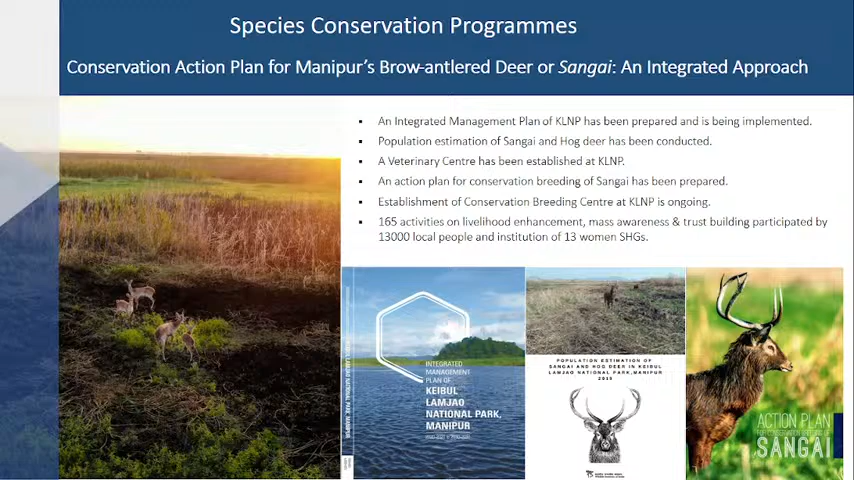 Species Conservation Programmes
Conservation Action Plan for Manipur's Brow-antlered Deer or Sangai: An Integrated Approach
▪ An Integrated Management Plan of KLNP has been prepared and is being implemented.
▪ Population estimation of Sangai and Hog deer has been conducted.
▪ A Veterinary Centre has been established at KLNP.
▪ An action plan for conservation breeding of Sangai has been prepared.
▪ Establishment of Conservation Breeding Centre at KLNP is ongoing.
▪ 165 activities on livelihood enhancement, mass awareness & trust building participated by
13000 local people and institution of 13 women SHGs.
INTEGRATED
MANAGEMENT
PLAN OF
KEIBUL
LAMJAO
NATIONAL PARK,
MANIPUR
POPULATION ESTIMATION OF
SANGAI AND HOG DEER IN KEIBUL
LAMJAO NATIONAL PARK, MANIPUR
ACTION PLAN
FOR CONSERVATION BREEDING OF
SANGAI